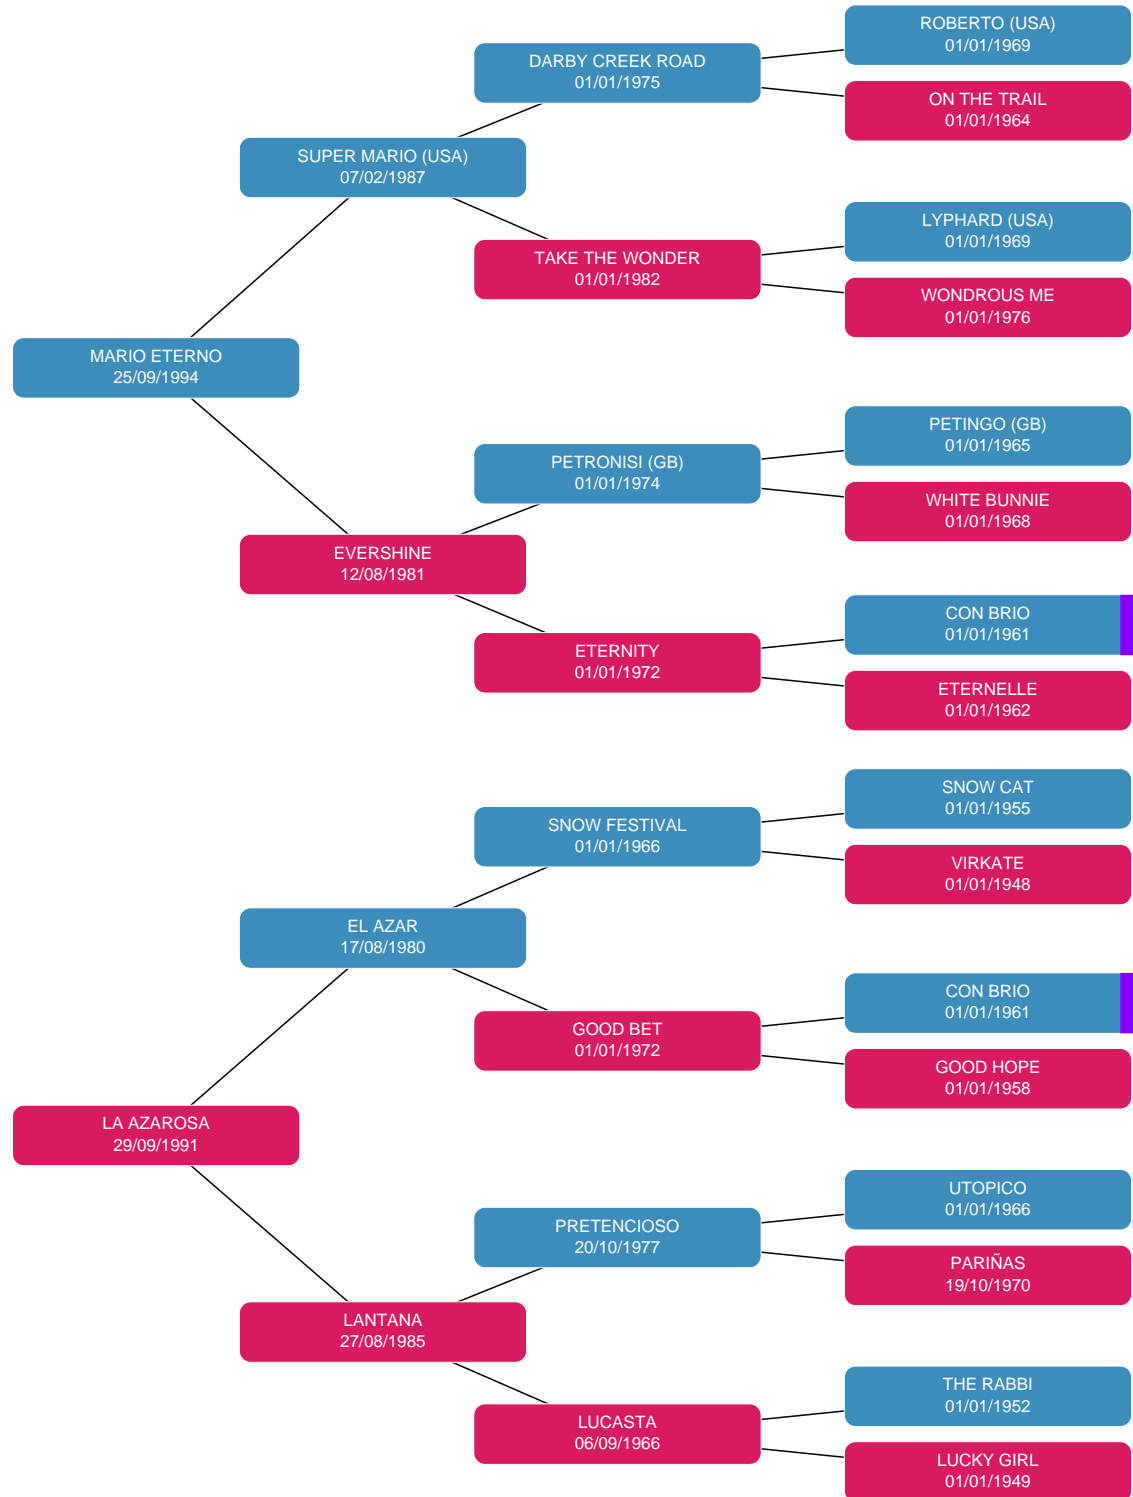 ROBERTO (USA)
01/01/1969
DARBY CREEK ROAD
01/01/1975
ON THE TRAIL
01/01/1964
SUPER MARIO (USA)
07/02/1987
LYPHARD (USA)
01/01/1969
TAKE THE WONDER
01/01/1982
WONDROUS ME
01/01/1976
MARIO ETERNO
25/09/1994
PETINGO (GB)
01/01/1965
PETRONISI (GB)
01/01/1974
WHITE BUNNIE
01/01/1968
EVERSHINE
12/08/1981
CON BRIO
01/01/1961
ETERNITY
01/01/1972
ETERNELLE
01/01/1962
SNOW CAT
01/01/1955
SNOW FESTIVAL
01/01/1966
VIRKATE
01/01/1948
EL AZAR
17/08/1980
CON BRIO
01/01/1961
GOOD BET
01/01/1972
GOOD HOPE
01/01/1958
LA AZAROSA
29/09/1991
UTOPICO
01/01/1966
PRETENCIOSO
20/10/1977
PARIÑAS
19/10/1970
LANTANA
27/08/1985
THE RABBI
01/01/1952
LUCASTA
06/09/1966
LUCKY GIRL
01/01/1949